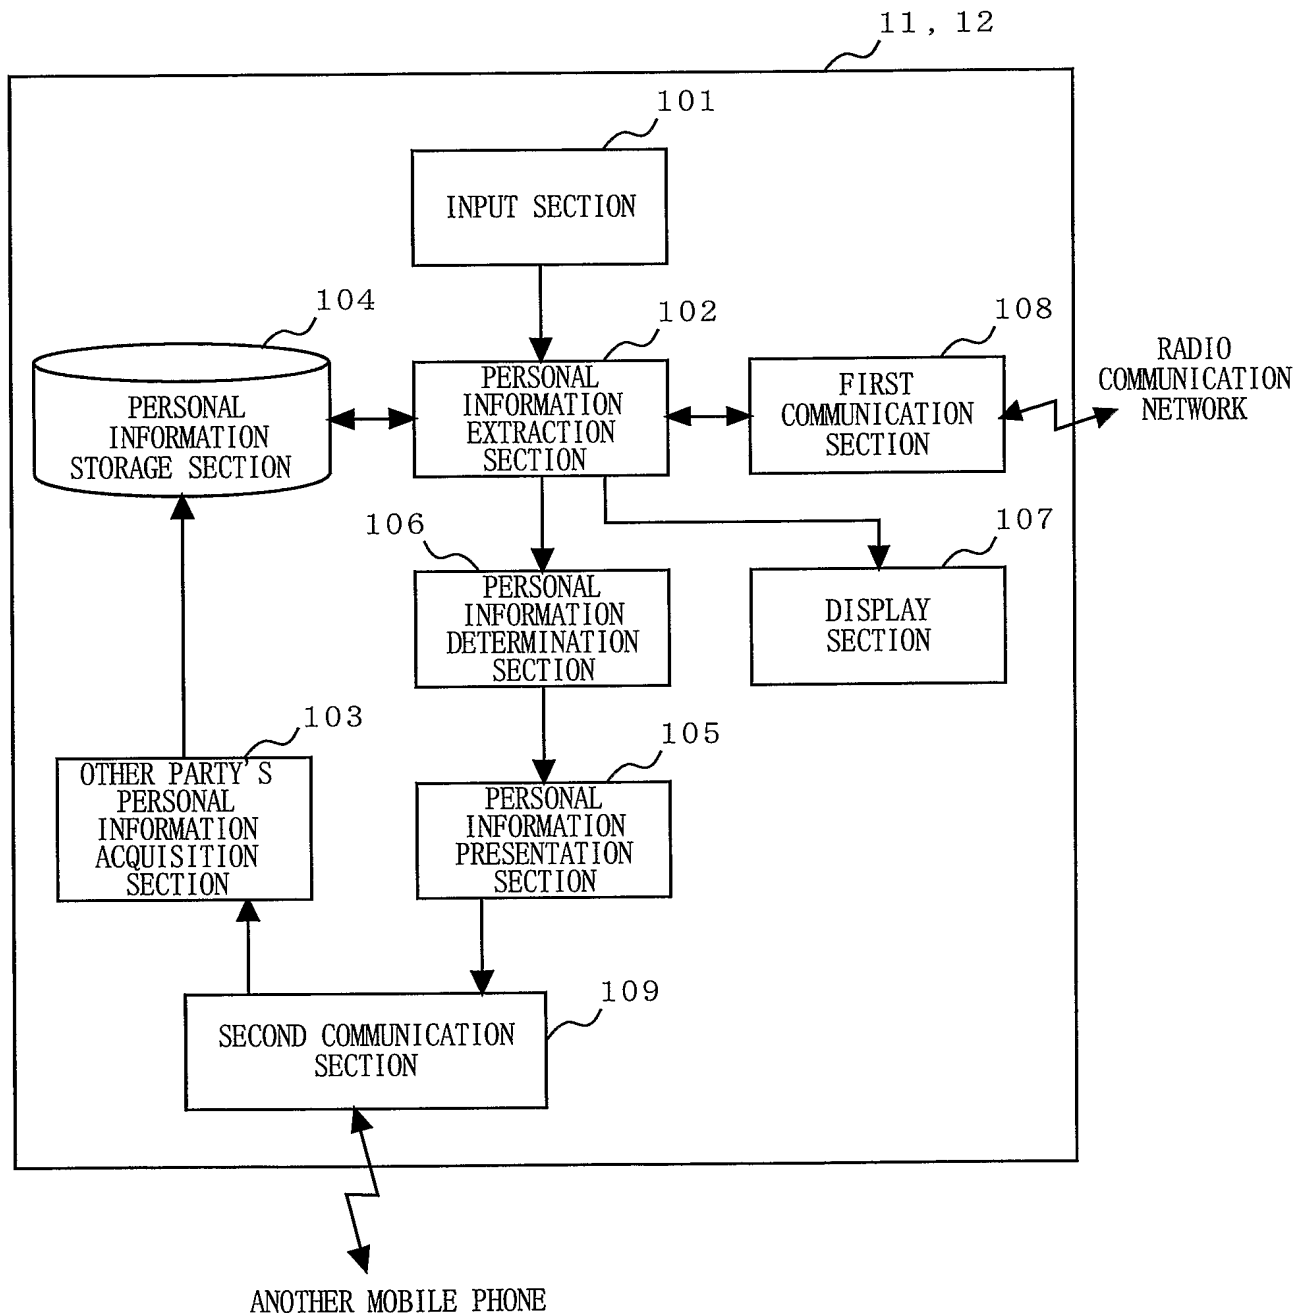 11, 12
101
INPUT SECTION
104
102
108
PERSONAL
INFORMATION
STORAGE SECTION
PERSONAL
INFORMATION
EXTRACTION
SECTION
FIRST
COMMUNICATION
SECTION
RADIO
COMMUNICATION
NETWORK
106
107
PERSONAL
INFORMATION
DETERMINATION
SECTION
DISPLAY
SECTION
103
105
OTHER PARTY'S
PERSONAL
INFORMATION
ACQUISITION
SECTION
PERSONAL
INFORMATION
PRESENTATION
SECTION
109
SECOND COMMUNICATION
SECTION
ANOTHER MOBILE PHONE